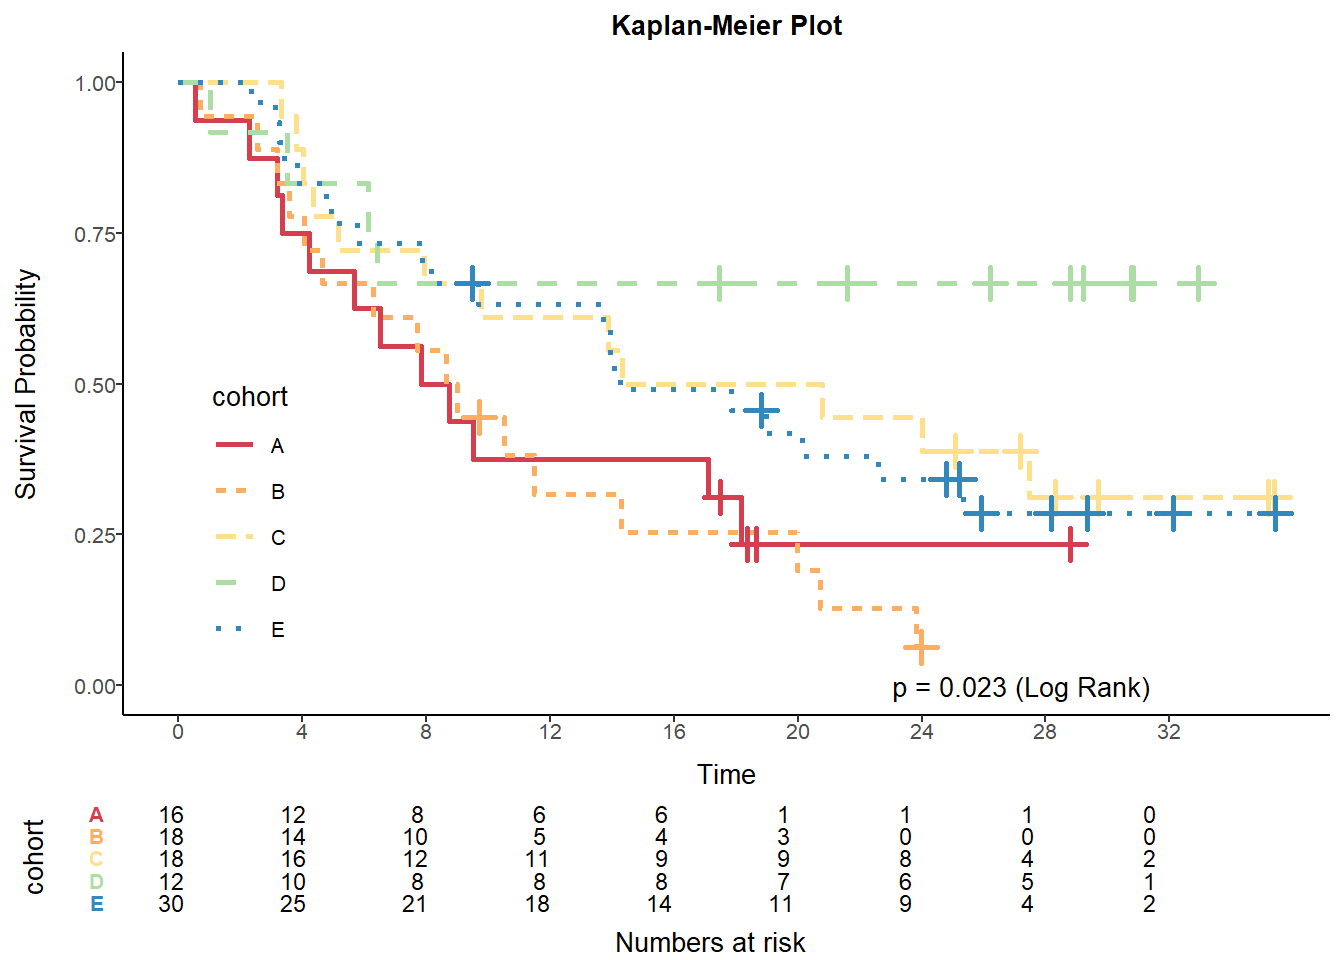 Kaplan-Meier Plot
1.00
0.75
0.50
0.25
0.00
Survival Probability
cohort
A
B
C
D
E
p = 0.023 (Log Rank)
0 4 8 12 16 20 24 28 32
Time
cohort
A 16 12 8 6 6 1 1 1 0
B 18 14 10 5 4 3 0 0 0
C 18 16 12 11 9 9 8 4 2
D 12 10 8 8 8 7 6 5 1
E 30 25 21 18 14 11 9 4 2
Numbers at risk